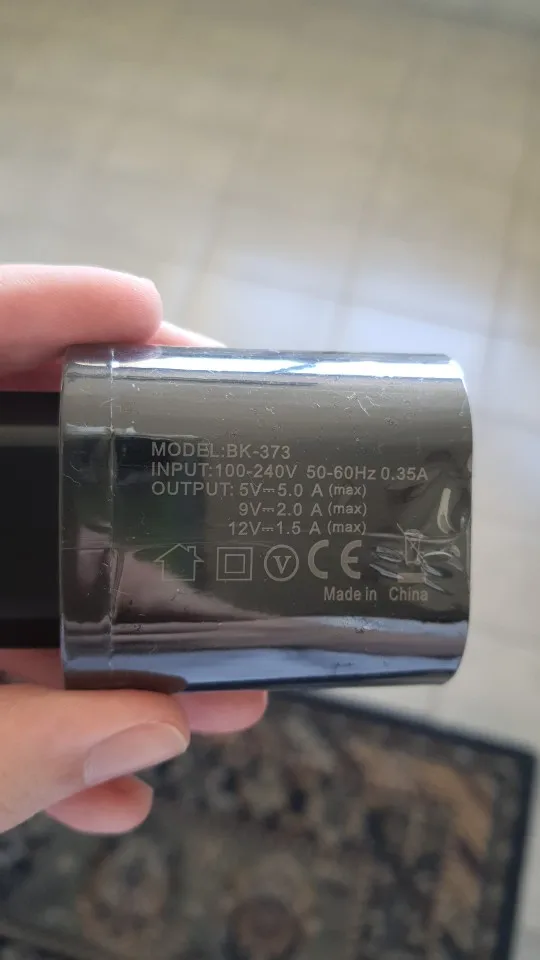 MODEL:BK-373
INPUT:100-240V 50-60Hz 0.35A
OUTPUT: 5V⎓5.0 A (max)
9V⎓2.0 A (max)
12V⎓1.5 A (max)
V CE
Made in China